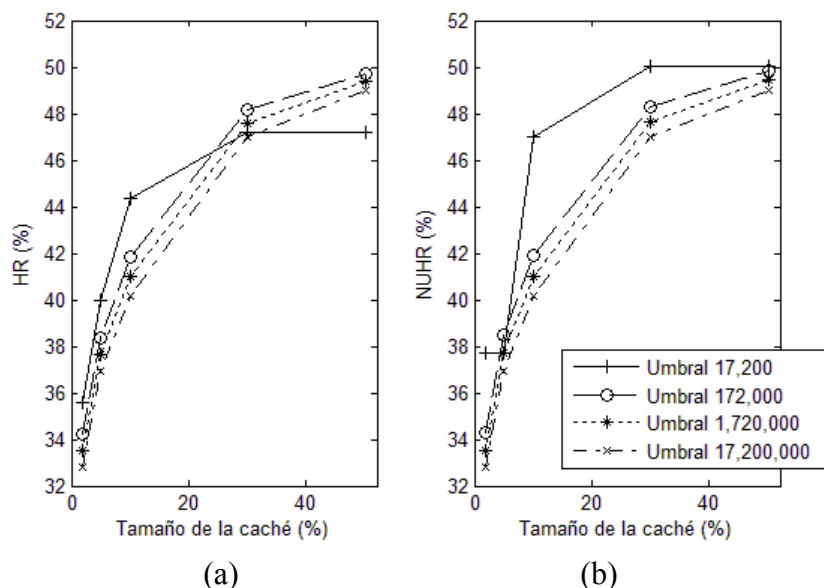 52
50
48
46
44
42
40
38
36
34
32
HR (%)
0
20
40
Tamaño de la caché (%)
(a)
52
50
48
46
44
42
40
38
36
34
32
NUHR (%)
0
20
40
Tamaño de la caché (%)
Umbral 17,200
Umbral 172,000
Umbral 1,720,000
Umbral 17,200,000
(b)